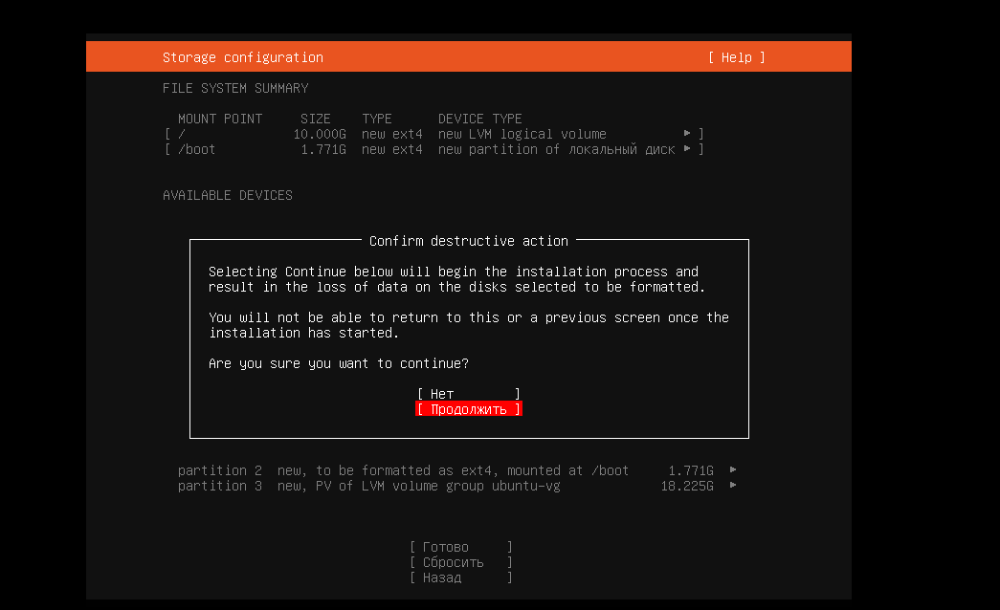 Storage configuration [ Help ]
FILE SYSTEM SUMMARY
MOUNT POINT SIZE TYPE DEVICE TYPE
[ / 10.000G new ext4 new LVM logical volume ▸ ]
[ /boot 1.771G new ext4 new partition of локальный диск ▸ ]
AVAILABLE DEVICES
Confirm destructive action
Selecting Continue below will begin the installation process and
result in the loss of data on the disks selected to be formatted.
You will not be able to return to this or a previous screen once the
installation has started.
Are you sure you want to continue?
[ Нет ]
[ Продолжить ]
partition 2 new, to be formatted as ext4, mounted at /boot 1.771G ▸
partition 3 new, PV of LVM volume group ubuntu-vg 18.225G ▸
[ Готово ]
[ Сбросить ]
[ Назад ]